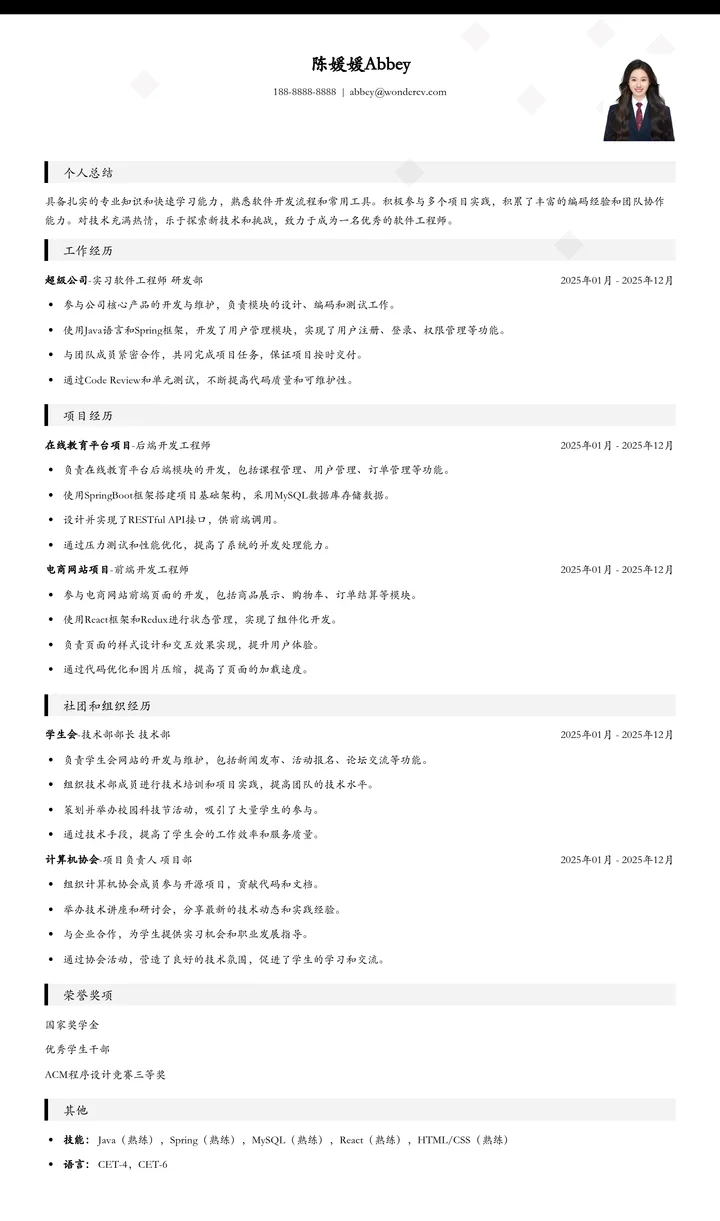 陈媛媛Abbey
188-8888-8888 | abbey@wondercv.com
个人总结
具备扎实的专业知识和快速学习能力，熟悉软件开发流程和常用工具。积极参与多个项目实践，积累了丰富的编码经验和团队协作
能力。对技术充满热情，乐于探索新技术和挑战，致力于成为一名优秀的软件工程师。
工作经历
超级公司-实习软件工程师 研发部 2025年01月 - 2025年12月
• 参与公司核心产品的开发与维护，负责模块的设计、编码和测试工作。
• 使用Java语言和Spring框架，开发了用户管理模块，实现了用户注册、登录、权限管理等功能。
• 与团队成员紧密合作，共同完成项目任务，保证项目按时交付。
• 通过Code Review和单元测试，不断提高代码质量和可维护性。
项目经历
在线教育平台项目-后端开发工程师 2025年01月 - 2025年12月
• 负责在线教育平台后端模块的开发，包括课程管理、用户管理、订单管理等功能。
• 使用SpringBoot框架搭建项目基础架构，采用MySQL数据库存储数据。
• 设计并实现了RESTful API接口，供前端调用。
• 通过压力测试和性能优化，提高了系统的并发处理能力。
电商网站项目-前端开发工程师 2025年01月 - 2025年12月
• 参与电商网站前端页面的开发，包括商品展示、购物车、订单结算等模块。
• 使用React框架和Redux进行状态管理，实现了组件化开发。
• 负责页面的样式设计和交互效果实现，提升用户体验。
• 通过代码优化和图片压缩，提高了页面的加载速度。
社团和组织经历
学生会-技术部部长 技术部 2025年01月 - 2025年12月
• 负责学生会网站的开发与维护，包括新闻发布、活动报名、论坛交流等功能。
• 组织技术部成员进行技术培训和项目实践，提高团队的技术水平。
• 策划并举办校园科技节活动，吸引了大量学生的参与。
• 通过技术手段，提高了学生会的工作效率和服务质量。
计算机协会-项目负责人 项目部 2025年01月 - 2025年12月
• 组织计算机协会成员参与开源项目，贡献代码和文档。
• 举办技术讲座和研讨会，分享最新的技术动态和实践经验。
• 与企业合作，为学生提供实习机会和职业发展指导。
• 通过协会活动，营造了良好的技术氛围，促进了学生的学习和交流。
荣誉奖项
国家奖学金
优秀学生干部
ACM程序设计竞赛三等奖
其他
• 技能： Java（熟练），Spring（熟练），MySQL（熟练），React（熟练），HTML/CSS（熟练）
• 语言： CET-4，CET-6